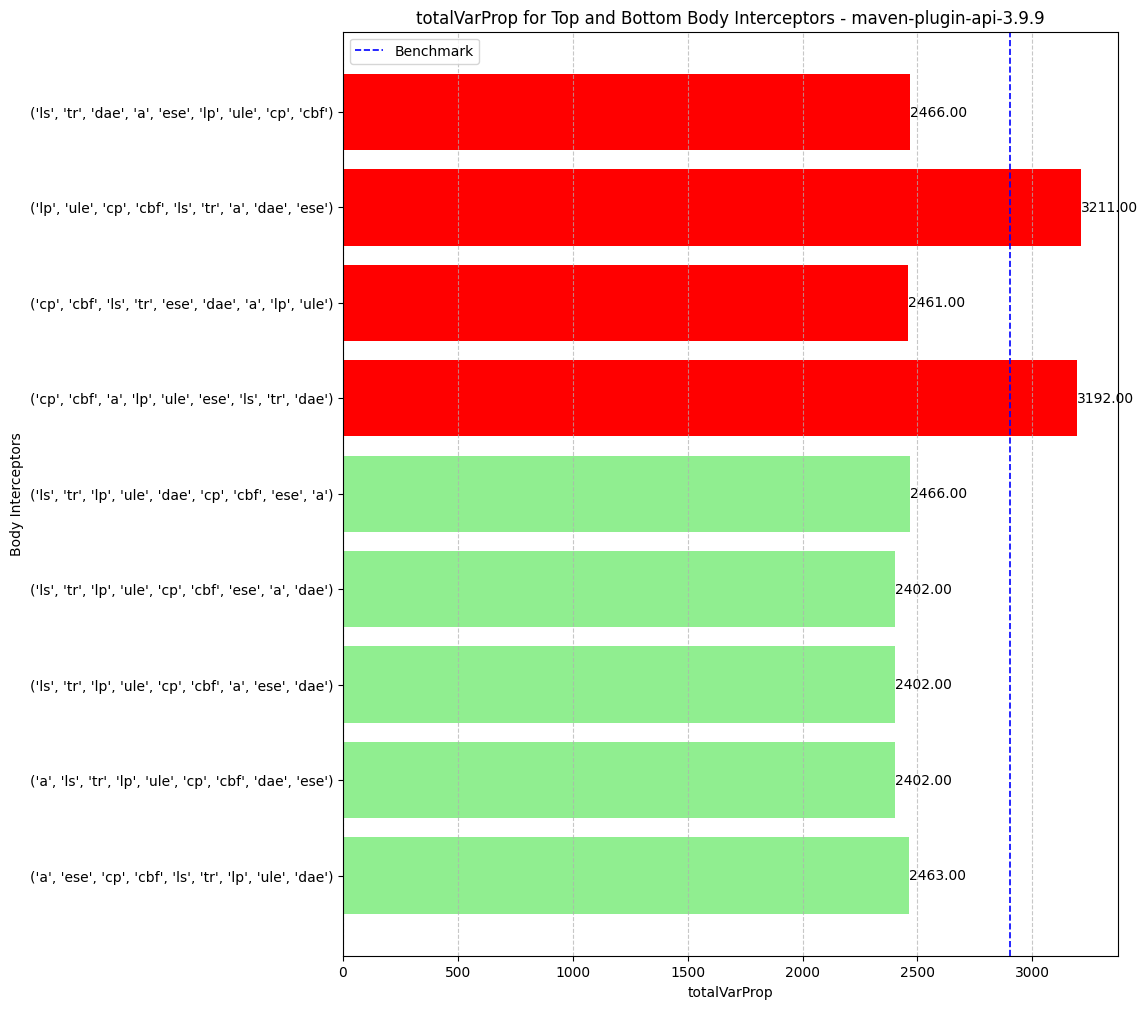 totalVarProp for Top and Bottom Body Interceptors - maven-plugin-api-3.9.9
Benchmark
('ls', 'tr', 'dae', 'a', 'ese', 'lp', 'ule', 'cp', 'cbf')
2466.00
('lp', 'ule', 'cp', 'cbf', 'ls', 'tr', 'a', 'dae', 'ese')
3211.00
('cp', 'cbf', 'ls', 'tr', 'ese', 'dae', 'a', 'lp', 'ule')
2461.00
('cp', 'cbf', 'a', 'lp', 'ule', 'ese', 'ls', 'tr', 'dae')
3192.00
('ls', 'tr', 'lp', 'ule', 'dae', 'cp', 'cbf', 'ese', 'a')
2466.00
('ls', 'tr', 'lp', 'ule', 'cp', 'cbf', 'ese', 'a', 'dae')
2402.00
('ls', 'tr', 'lp', 'ule', 'cp', 'cbf', 'a', 'ese', 'dae')
2402.00
('a', 'ls', 'tr', 'lp', 'ule', 'cp', 'cbf', 'dae', 'ese')
2402.00
('a', 'ese', 'cp', 'cbf', 'ls', 'tr', 'lp', 'ule', 'dae')
2463.00
Body Interceptors
0 500 1000 1500 2000 2500 3000
totalVarProp